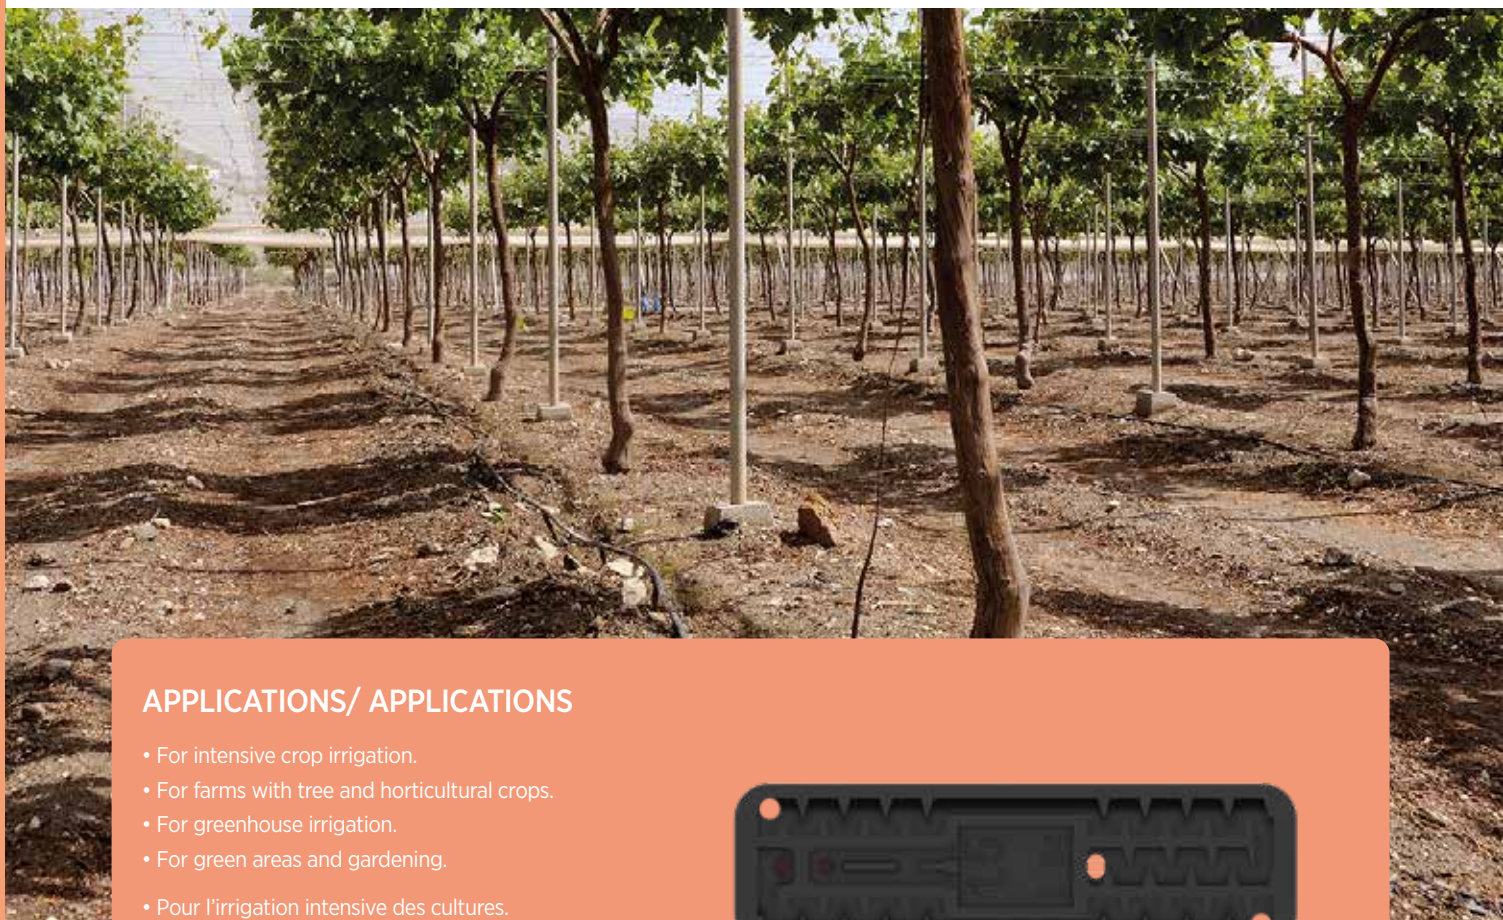 APPLICATIONS/ APPLICATIONS
• For intensive crop irrigation.
• For farms with tree and horticultural crops.
• For greenhouse irrigation.
• For green areas and gardening.
• Pour l'irrigation intensive des cultures.